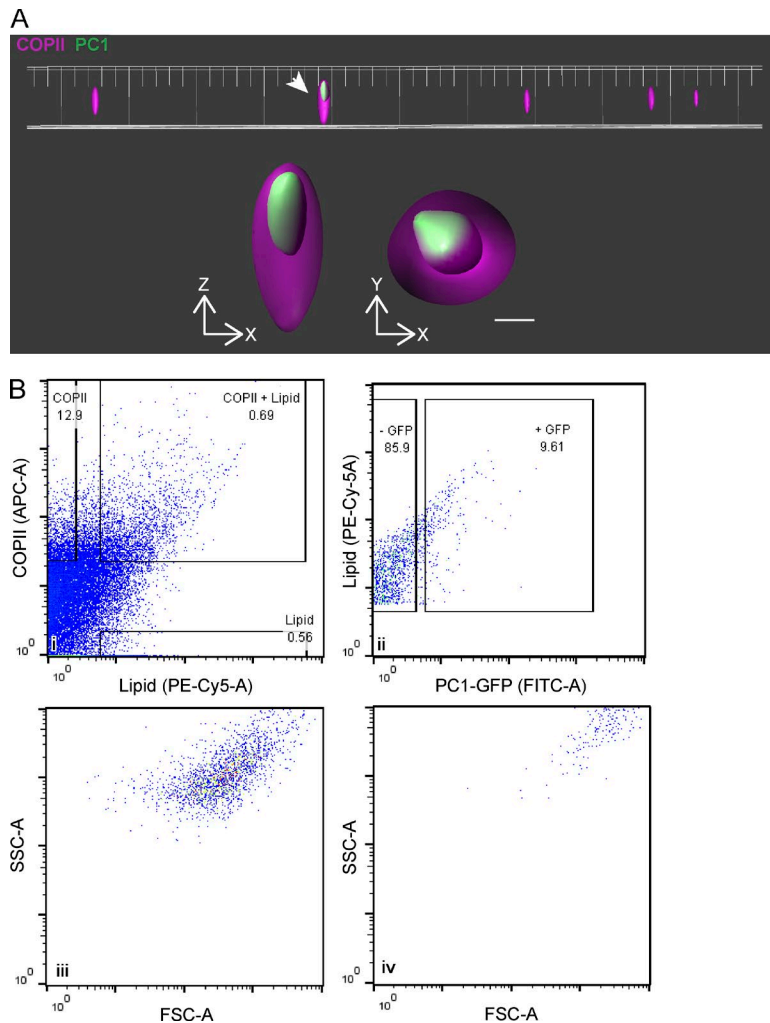 A
COPII PC1
Z
X
Y
X
B
COPII
12.9
COPII + Lipid
0.69
Lipid
0.56
COPII (APC-A)
10⁰
10⁰
i
Lipid (PE-Cy5-A)
- GFP
85.9
+ GFP
9.61
Lipid (PE-Cy-5A)
10⁰
10⁰
ii
PC1-GFP (FITC-A)
SSC-A
10⁰
10⁰
iii
FSC-A
SSC-A
10⁰
10⁰
iv
FSC-A